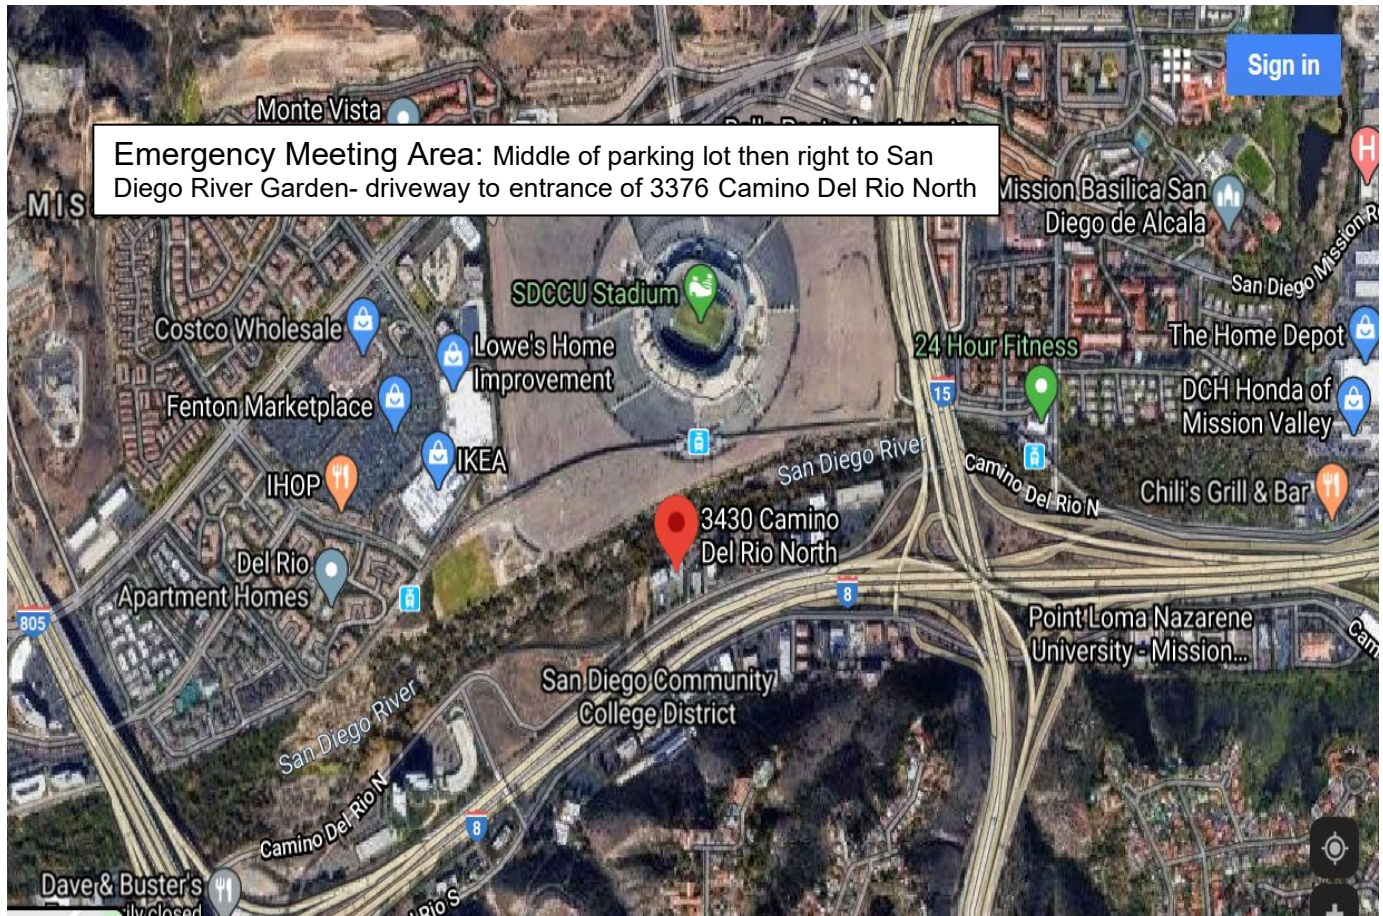 Sign in
Monte Vista
Emergency Meeting Area: Middle of parking lot then right to San
Diego River Garden- driveway to entrance of 3376 Camino Del Rio North
MIS
Mission Basilica San
Diego de Alcala
H
San Diego Mission
SDCCU Stadium
Costco Wholesale
Lowe's Home
Improvement
24 Hour Fitness
The Home Depot
15
Fenton Marketplace
DCH Honda of
Mission Valley
IKEA
San Diego River
Camino Del Rio N
IHOP
Chili's Grill & Bar
3430 Camino
Del Rio North
Del Rio
Apartment Homes
8
805
Point Loma Nazarene
University - Mission...
Cam
San Diego Community
College District
San Diego River
Camino Del Rio N
8
Dave & Buster's
ily closed
l Rio S